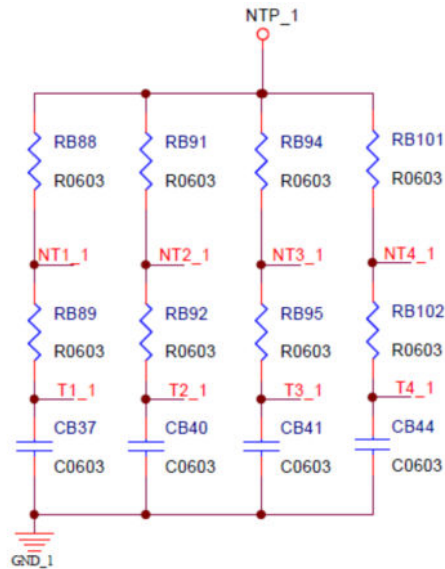 NTP_1
RB88
R0603
RB91
R0603
RB94
R0603
RB101
R0603
NT1_1
NT2_1
NT3_1
NT4_1
RB89
R0603
RB92
R0603
RB95
R0603
RB102
R0603
T1_1
T2_1
T3_1
T4_1
CB37
C0603
CB40
C0603
CB41
C0603
CB44
C0603
GND_1